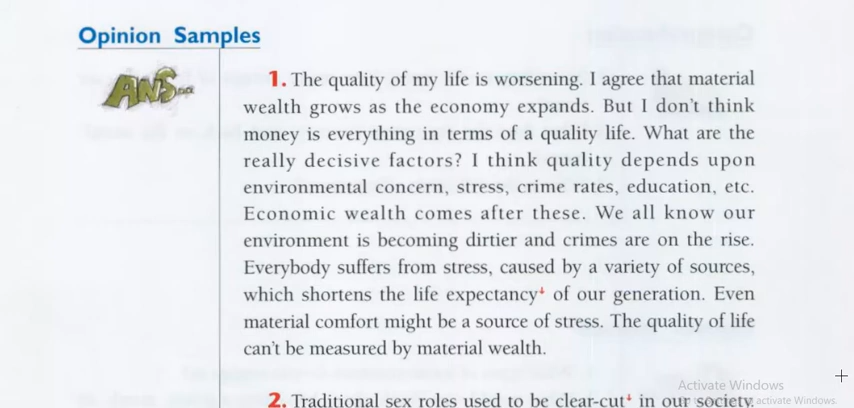 Opinion Samples
ANS
1. The quality of my life is worsening. I agree that material
wealth grows as the economy expands. But I don't think
money is everything in terms of a quality life. What are the
really decisive factors? I think quality depends upon
environmental concern, stress, crime rates, education, etc.
Economic wealth comes after these. We all know our
environment is becoming dirtier and crimes are on the rise.
Everybody suffers from stress, caused by a variety of sources,
which shortens the life expectancy↓ of our generation. Even
material comfort might be a source of stress. The quality of life
can't be measured by material wealth.
2. Traditional sex roles used to be clear-cut↓ in our society.
Activate Windows
activate Windows.